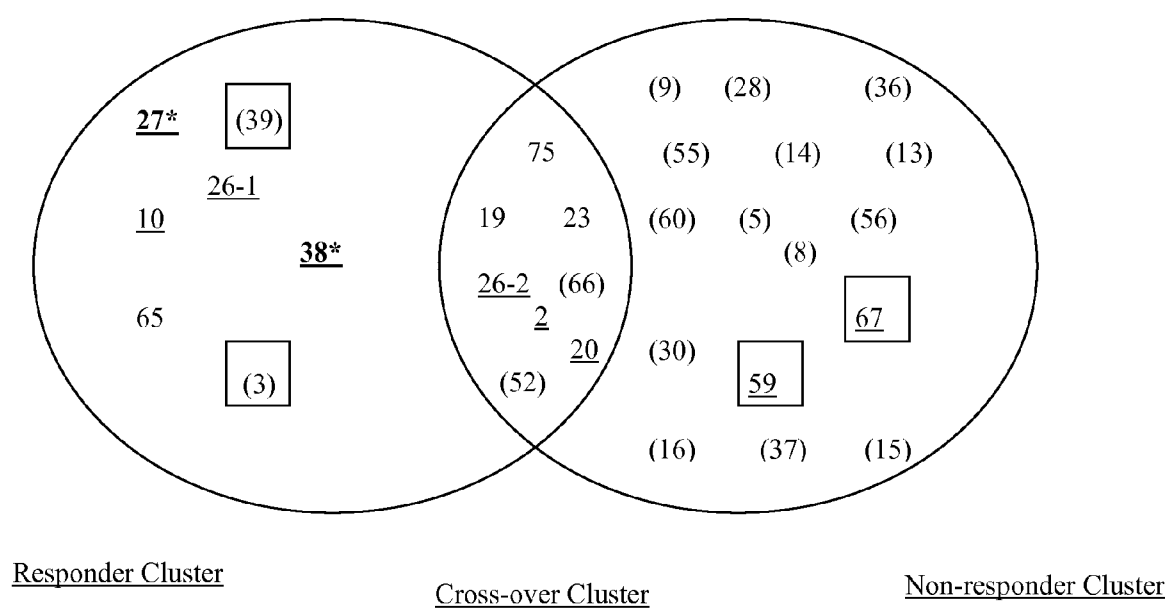 (9) (28) (36)
27* (39)
75 (55) (14) (13)
26-1
10 19 23 (60) (5) (56)
38* (8)
26-2 (66)
65 2 67
20 (30)
(3) (52) 59
(16) (37) (15)
Responder Cluster
Cross-over Cluster
Non-responder Cluster